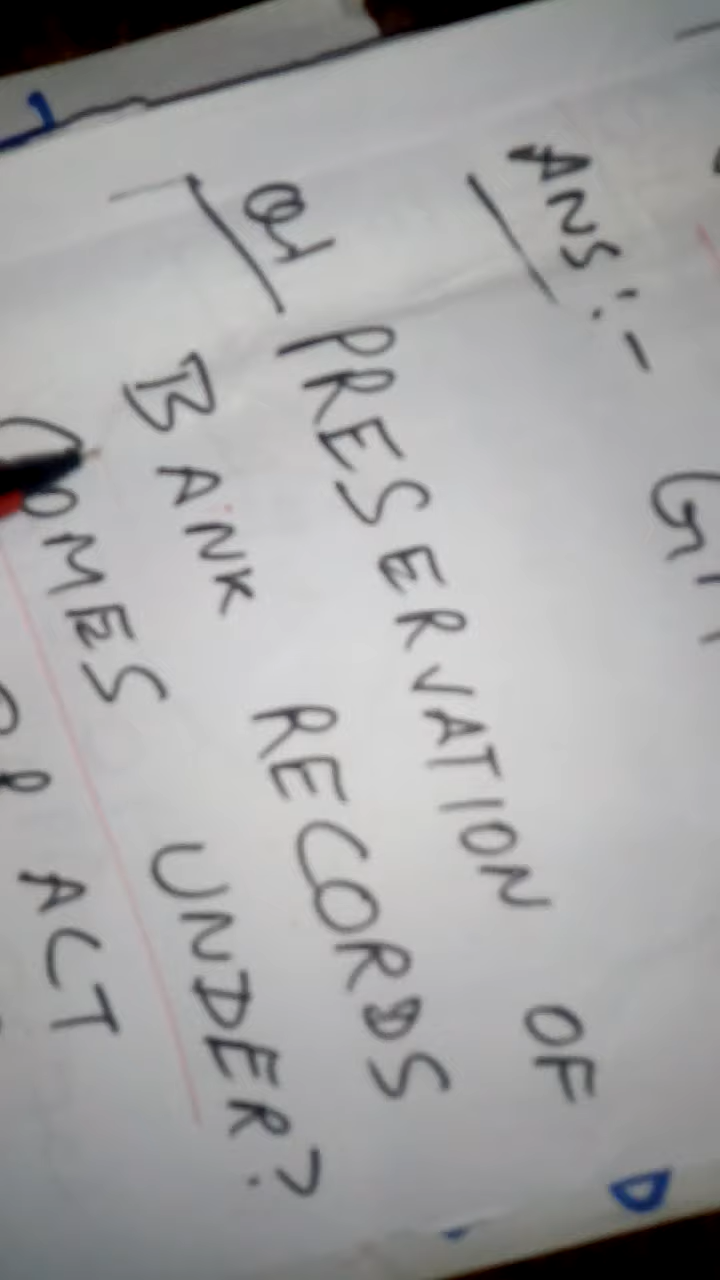 ANS:-
Q1 PRESERVATION OF
BANK RECORDS
COMES UNDER?
ACT